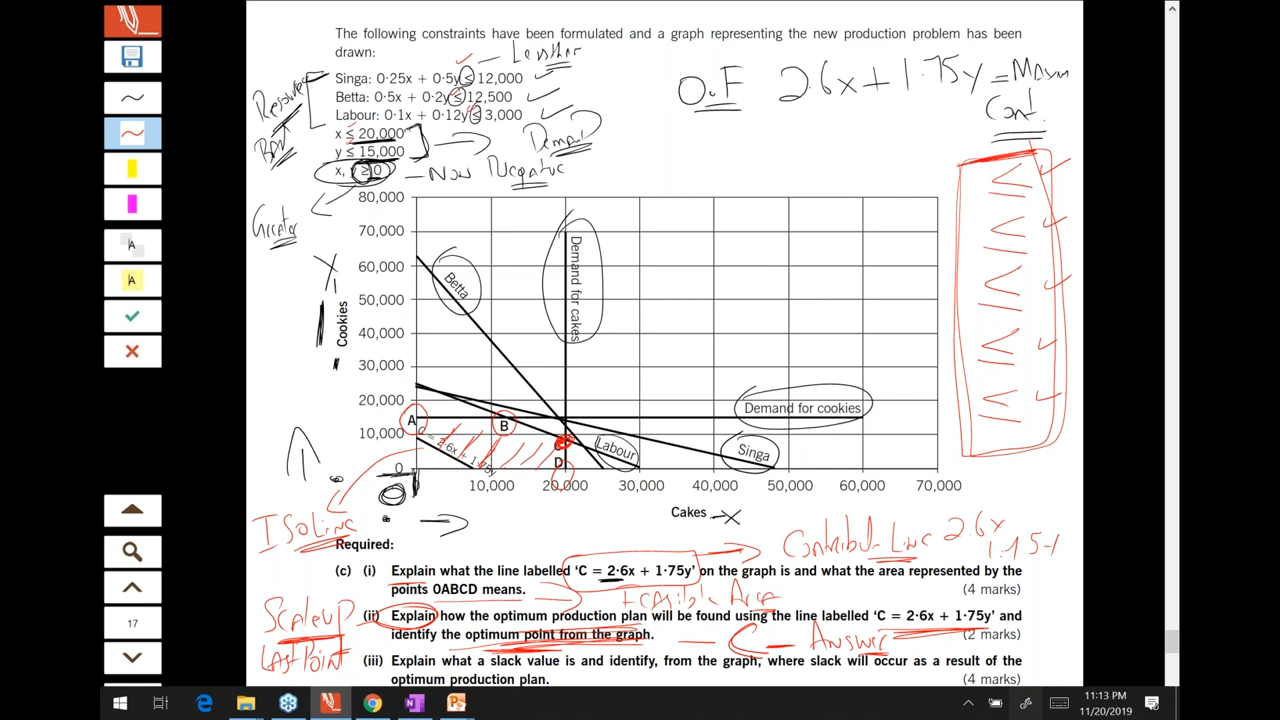 The following constraints have been formulated and a graph representing the new production problem has been
drawn:
Singa: 0·25x + 0·5y ≤ 12,000
Betta: 0·5x + 0·2y ≤ 12,500
Labour: 0·1x + 0·12y ≤ 3,000
x ≤ 20,000
y ≤ 15,000
x, y ≥ 0
O.F 2.6x + 1.75y = Maxm
Cont.
Demand
Non Negative
Greater
≤
≤
≤
≤
≤
80,000
70,000
60,000
50,000
40,000
30,000
20,000
10,000
0
Cookies
Betta
Demand for cakes
Demand for cookies
A
B
C = 2·6x + 1·75y
D
Labour
Singa
0
10,000
20,000
30,000
40,000
50,000
60,000
70,000
Cakes
X
Iso Line
Required:
Line 2.6x
(c) (i) Explain what the line labelled ‘C = 2·6x + 1·75y’ on the graph is and what the area represented by the
points 0ABCD means. (4 marks)
Feasible Area
Scale up
Last Point
(ii) Explain how the optimum production plan will be found using the line labelled ‘C = 2·6x + 1·75y’ and
identify the optimum point from the graph. (2 marks)
C – Answer
(iii) Explain what a slack value is and identify, from the graph, where slack will occur as a result of the
optimum production plan. (4 marks)
17
11:13 PM
11/20/2019